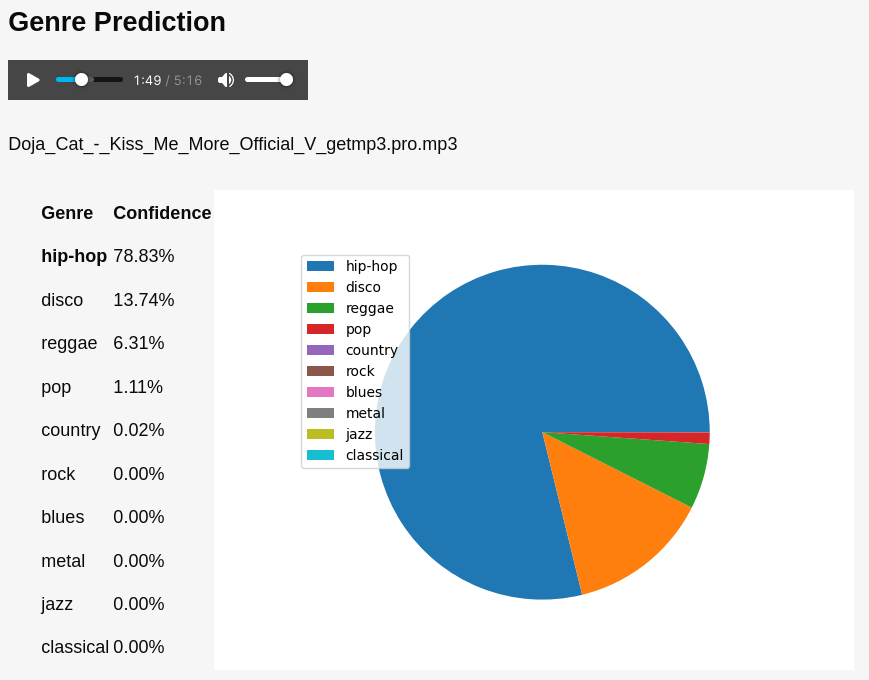 Genre Prediction
1:49 / 5:16
Doja_Cat_-_Kiss_Me_More_Official_V_getmp3.pro.mp3
Genre Confidence
hip-hop 78.83%
disco 13.74%
reggae 6.31%
pop 1.11%
country 0.02%
rock 0.00%
blues 0.00%
metal 0.00%
jazz 0.00%
classical 0.00%
hip-hop
disco
reggae
pop
country
rock
blues
metal
jazz
classical